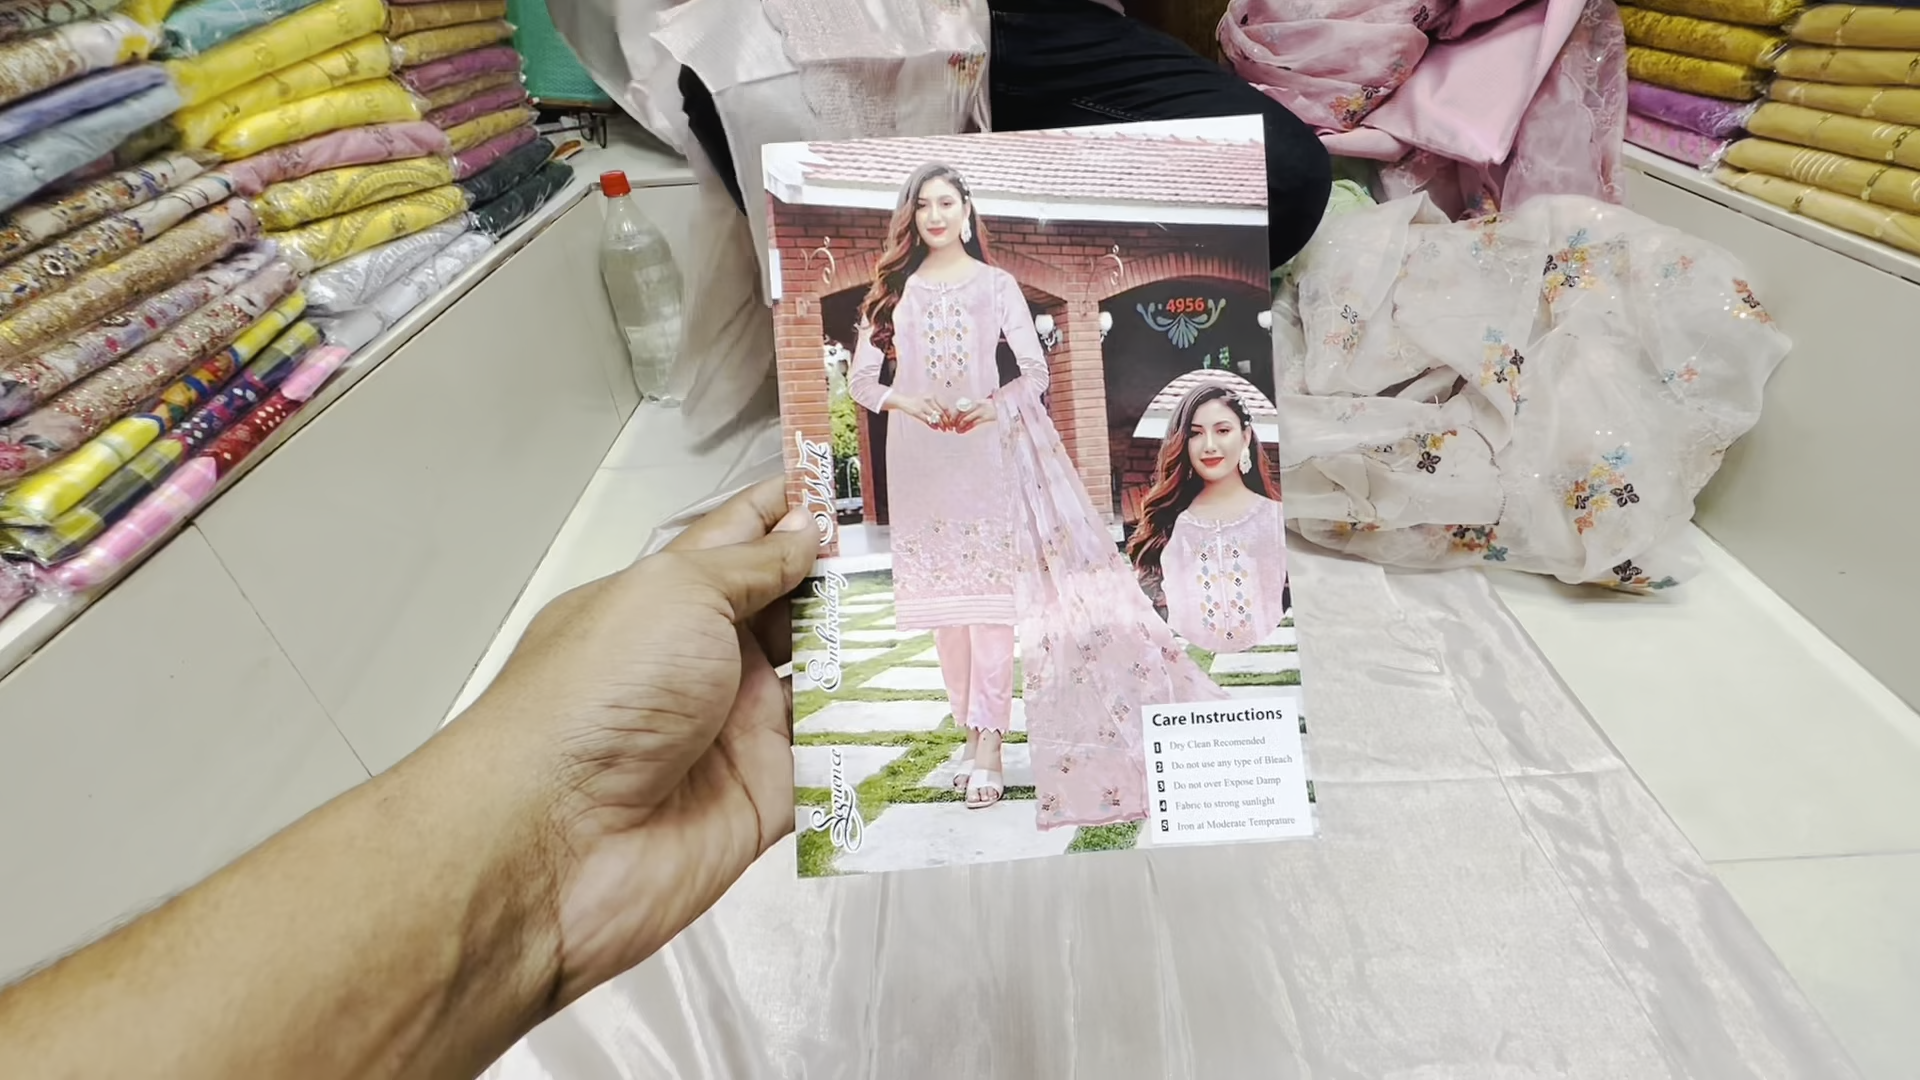 4956
Sequence Embroidery Work
Care Instructions
1 Dry Clean Recomended
2 Do not use any type of Bleach
3 Do not over Expose Damp
4 Fabric to strong sunlight
5 Iron at Moderate Temprature